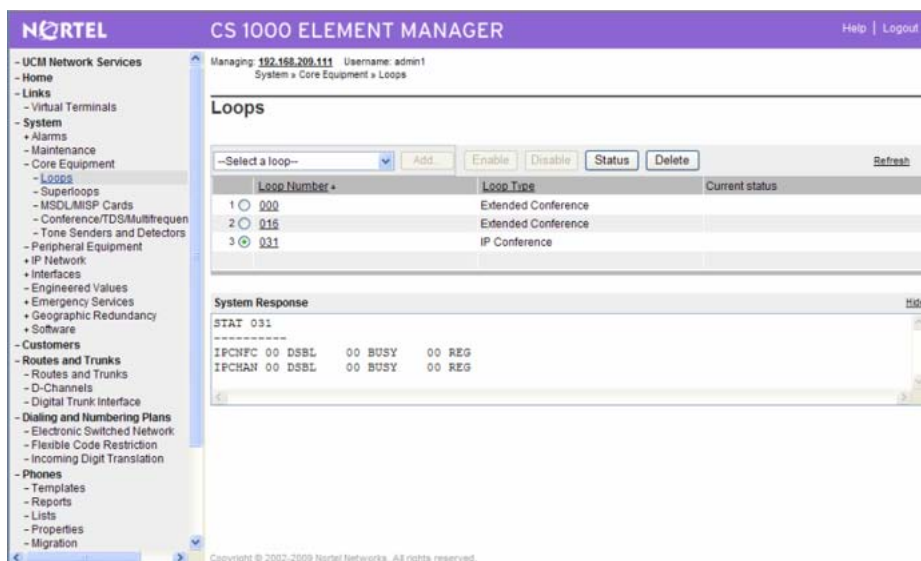 NORTEL
CS 1000 ELEMENT MANAGER
Help | Logout
- UCM Network Services
- Home
- Links
- Virtual Terminals
- System
+ Alarms
- Maintenance
- Core Equipment
- Loops
- Superloops
- MSDL/MISP Cards
- Conference/TDS/Multifrequen
- Tone Senders and Detectors
- Peripheral Equipment
+ IP Network
+ Interfaces
- Engineered Values
+ Emergency Services
+ Geographic Redundancy
+ Software
- Customers
- Routes and Trunks
- Routes and Trunks
- D-Channels
- Digital Trunk Interface
- Dialing and Numbering Plans
- Electronic Switched Network
- Flexible Code Restriction
- Incoming Digit Translation
- Phones
- Templates
- Reports
- Lists
- Properties
- Migration
Managing: 192.168.209.111 Username: admin1
System » Core Equipment » Loops
Loops
--Select a loop-- Add... Enable Disable Status Delete Refresh
Loop Number Loop Type Current status
1 000 Extended Conference
2 016 Extended Conference
3 031 IP Conference
System Response Hide
STAT 031
----------
IPCNFC 00 DSBL 00 BUSY 00 REG
IPCHAN 00 DSBL 00 BUSY 00 REG
Copyright © 2002-2009 Nortel Networks. All rights reserved.